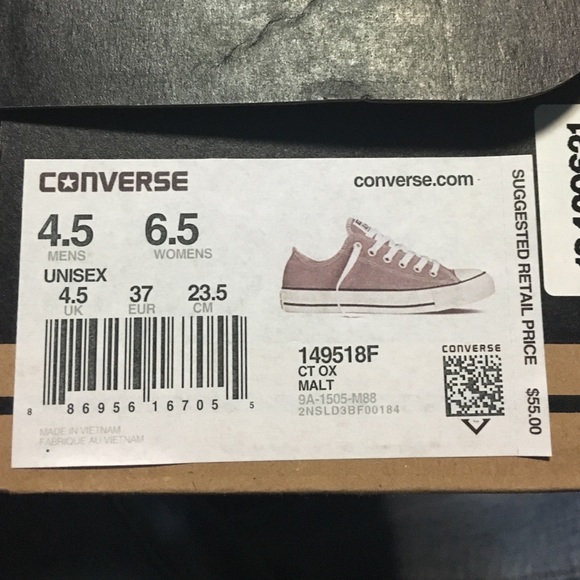 CONVERSE
converse.com
4.5 6.5
MENS WOMENS
UNISEX
4.5 37 23.5
UK EUR CM
8 86956 16705 5
MADE IN VIETNAM
FABRIQUE AU VIETNAM
149518F
CT OX
MALT
9A-1505-M88
2NSLD3BF00184
CONVERSE
SUGGESTED RETAIL PRICE $55.00